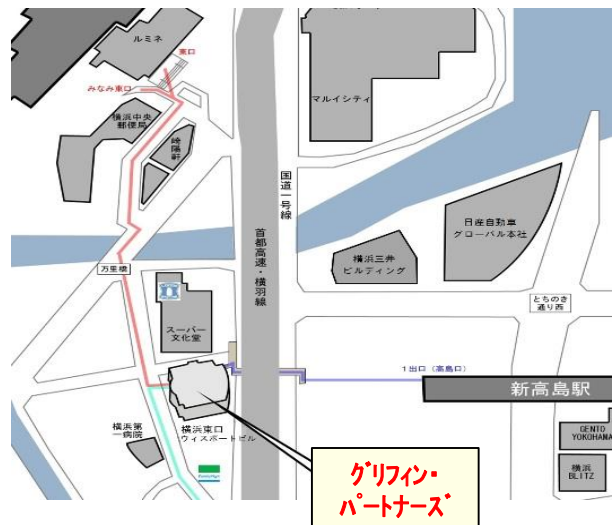 ルミネ
東口
みなみ東口
横浜中央
郵便局
崎陽軒
マルイシティ
国道一号線
首都高速・横羽線
日産自動車
グローバル本社
横浜三井
ビルディング
万里橋
とちのき
通り西
スーパー
文化堂
1出口(高島口)
新高島駅
横浜東口
ウィスポートビル
横浜第
一病院
GENTO
YOKOHAMA
横浜
BLITZ
グリフィン・
パートナーズ